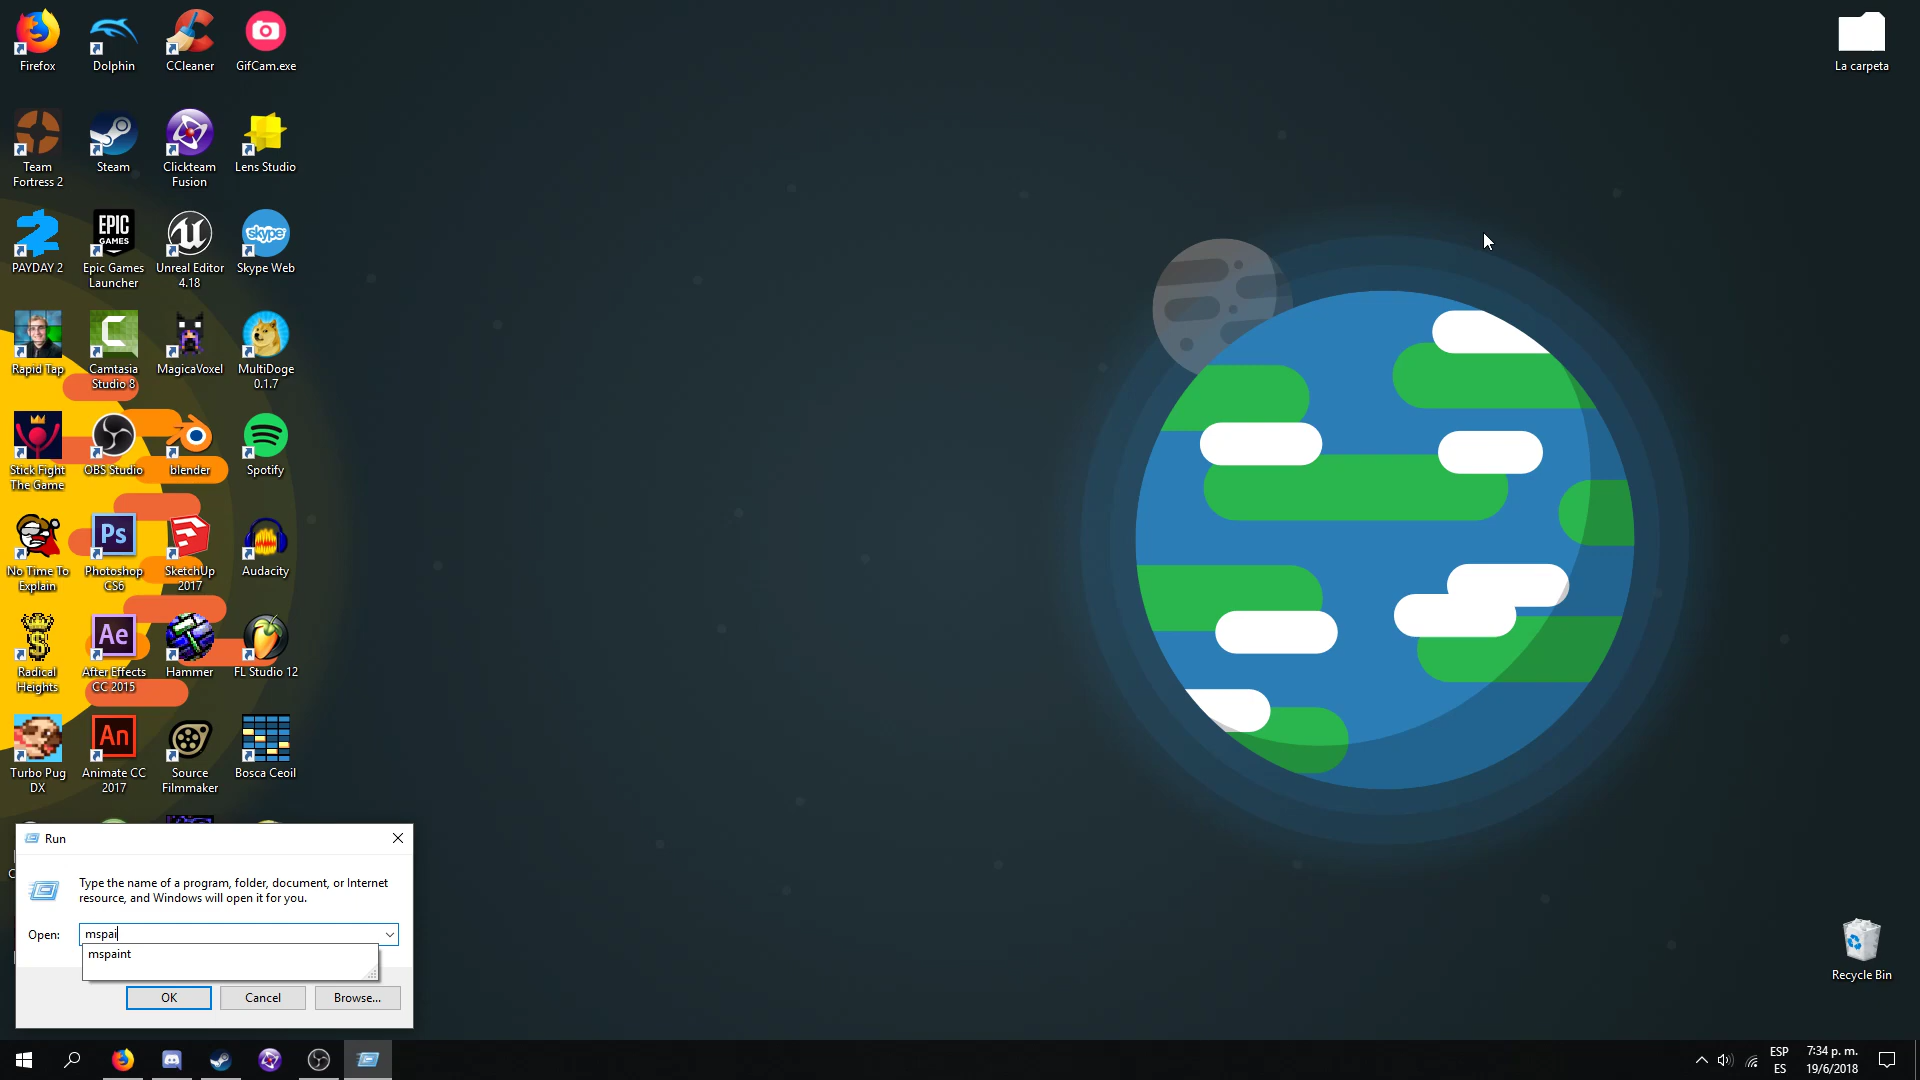 Firefox
Dolphin
CCleaner
GifCam.exe
La carpeta
Team
Fortress 2
Steam
Clickteam
Fusion
Lens Studio
EPIC
GAMES
skype
PAYDAY 2
Epic Games
Launcher
Unreal Editor
4.18
Skype Web
Rapid Tap
Camtasia
Studio 8
MagicaVoxel
MultiDoge
0.1.7
Stick Fight
The Game
OBS Studio
blender
Spotify
Ps
No Time To
Explain
Photoshop
CS6
SketchUp
2017
Audacity
Ae
Radical
Heights
After Effects
CC 2015
Hammer
FL Studio 12
An
Turbo Pug
DX
Animate CC
2017
Source
Filmmaker
Bosca Ceoil
Run
Type the name of a program, folder, document, or Internet
resource, and Windows will open it for you.
Open:
mspai
mspaint
OK
Cancel
Browse...
Recycle Bin
ESP
ES
7:34 p. m.
19/6/2018